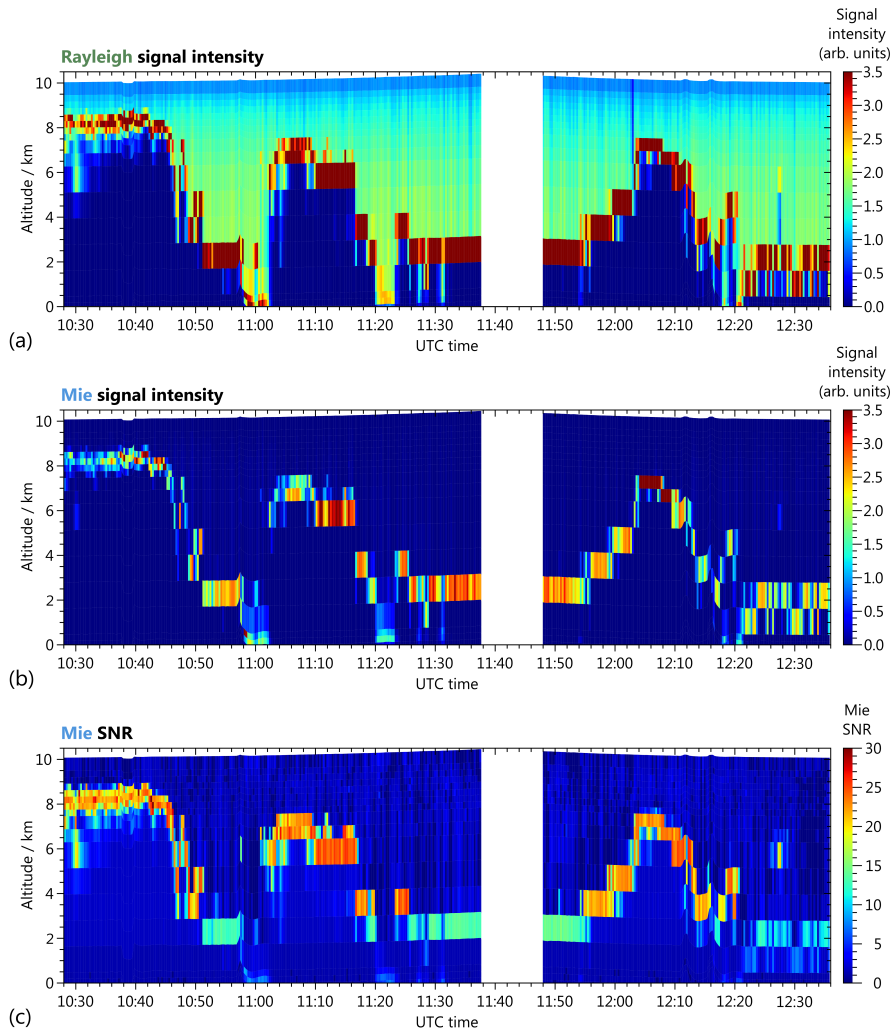 Signal
intensity
(arb. units)
Rayleigh signal intensity
10
8
6
4
2
0
Altitude / km
3.5
3.0
2.5
2.0
1.5
1.0
0.5
0.0
10:30 10:40 10:50 11:00 11:10 11:20 11:30 11:40 11:50 12:00 12:10 12:20 12:30
UTC time
(a)
Signal
intensity
(arb. units)
Mie signal intensity
10
8
6
4
2
0
Altitude / km
3.5
3.0
2.5
2.0
1.5
1.0
0.5
0.0
10:30 10:40 10:50 11:00 11:10 11:20 11:30 11:40 11:50 12:00 12:10 12:20 12:30
UTC time
(b)
Mie
SNR
Mie SNR
10
8
6
4
2
0
Altitude / km
30
25
20
15
10
5
0
10:30 10:40 10:50 11:00 11:10 11:20 11:30 11:40 11:50 12:00 12:10 12:20 12:30
UTC time
(c)